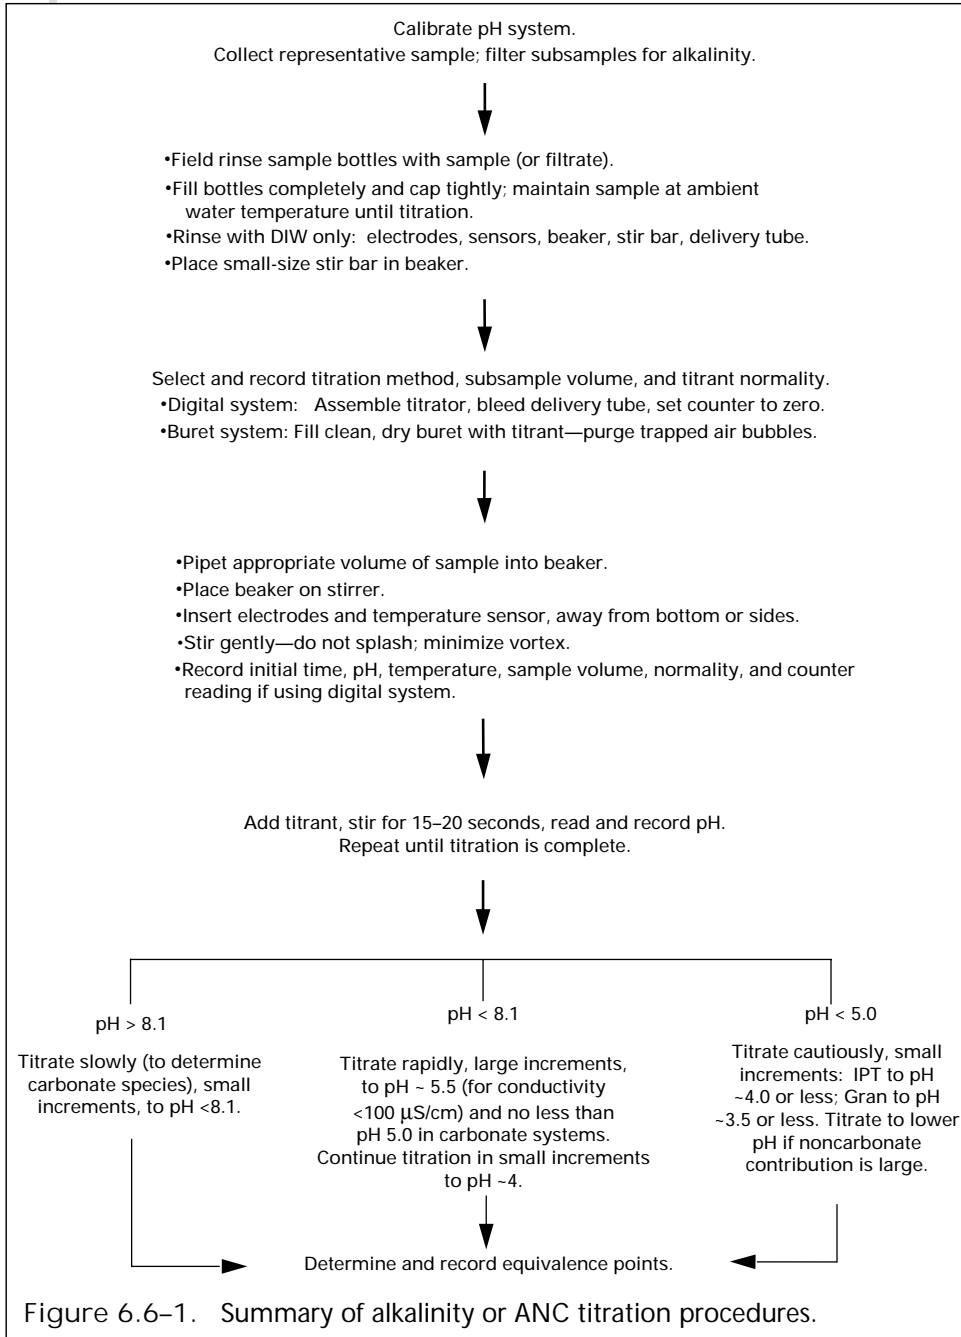 Calibrate pH system.
Collect representative sample; filter subsamples for alkalinity.
•Field rinse sample bottles with sample (or filtrate).
•Fill bottles completely and cap tightly; maintain sample at ambient
water temperature until titration.
•Rinse with DIW only: electrodes, sensors, beaker, stir bar, delivery tube.
•Place small-size stir bar in beaker.
Select and record titration method, subsample volume, and titrant normality.
•Digital system: Assemble titrator, bleed delivery tube, set counter to zero.
•Buret system: Fill clean, dry buret with titrant—purge trapped air bubbles.
•Pipet appropriate volume of sample into beaker.
•Place beaker on stirrer.
•Insert electrodes and temperature sensor, away from bottom or sides.
•Stir gently—do not splash; minimize vortex.
•Record initial time, pH, temperature, sample volume, normality, and counter
reading if using digital system.
Add titrant, stir for 15–20 seconds, read and record pH.
Repeat until titration is complete.
pH > 8.1
Titrate slowly (to determine
carbonate species), small
increments, to pH <8.1.
pH < 8.1
Titrate rapidly, large increments,
to pH ~ 5.5 (for conductivity
<100 µS/cm) and no less than
pH 5.0 in carbonate systems.
Continue titration in small increments
to pH ~4.
pH < 5.0
Titrate cautiously, small
increments: IPT to pH
~4.0 or less; Gran to pH
~3.5 or less. Titrate to lower
pH if noncarbonate
contribution is large.
Determine and record equivalence points.
Figure 6.6–1. Summary of alkalinity or ANC titration procedures.